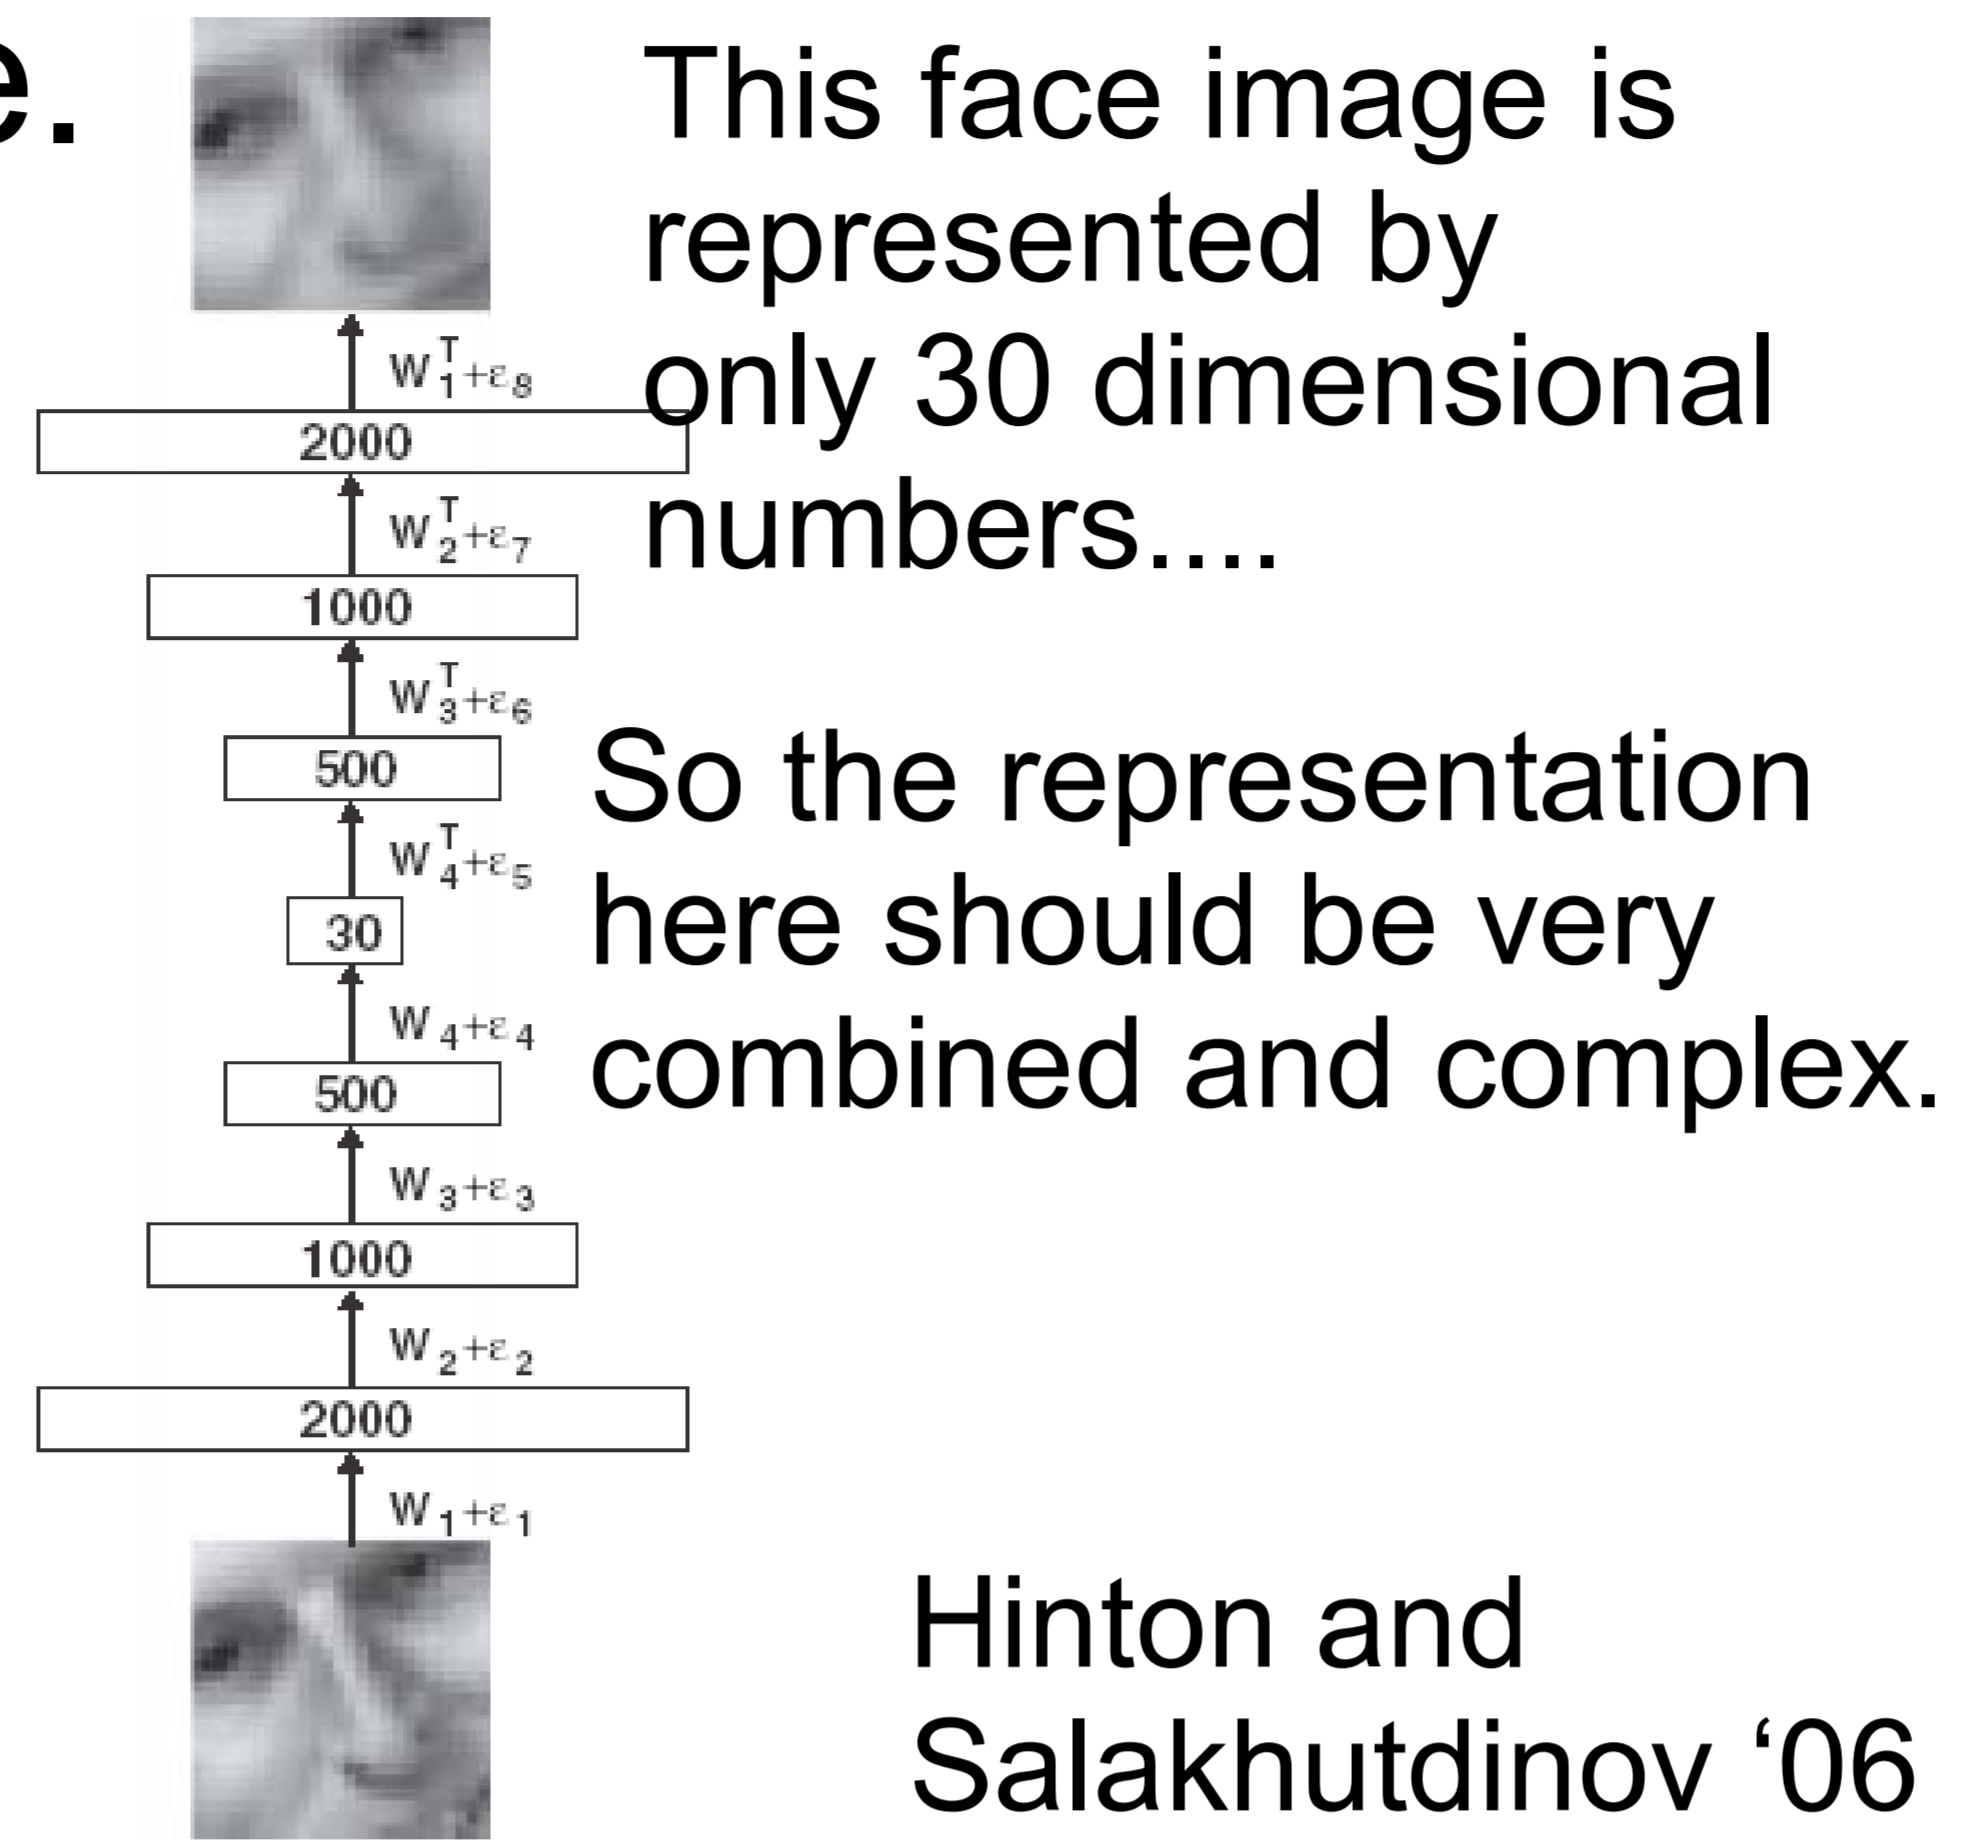 e.
This face image is
represented by
only 30 dimensional
numbers....
W₁ᵀ+ε₈
2000
W₂ᵀ+ε₇
1000
W₃ᵀ+ε₆
500
W₄ᵀ+ε₅
30
W₄+ε₄
500
W₃+ε₃
1000
W₂+ε₂
2000
W₁+ε₁
So the representation
here should be very
combined and complex.
Hinton and
Salakhutdinov ‘06